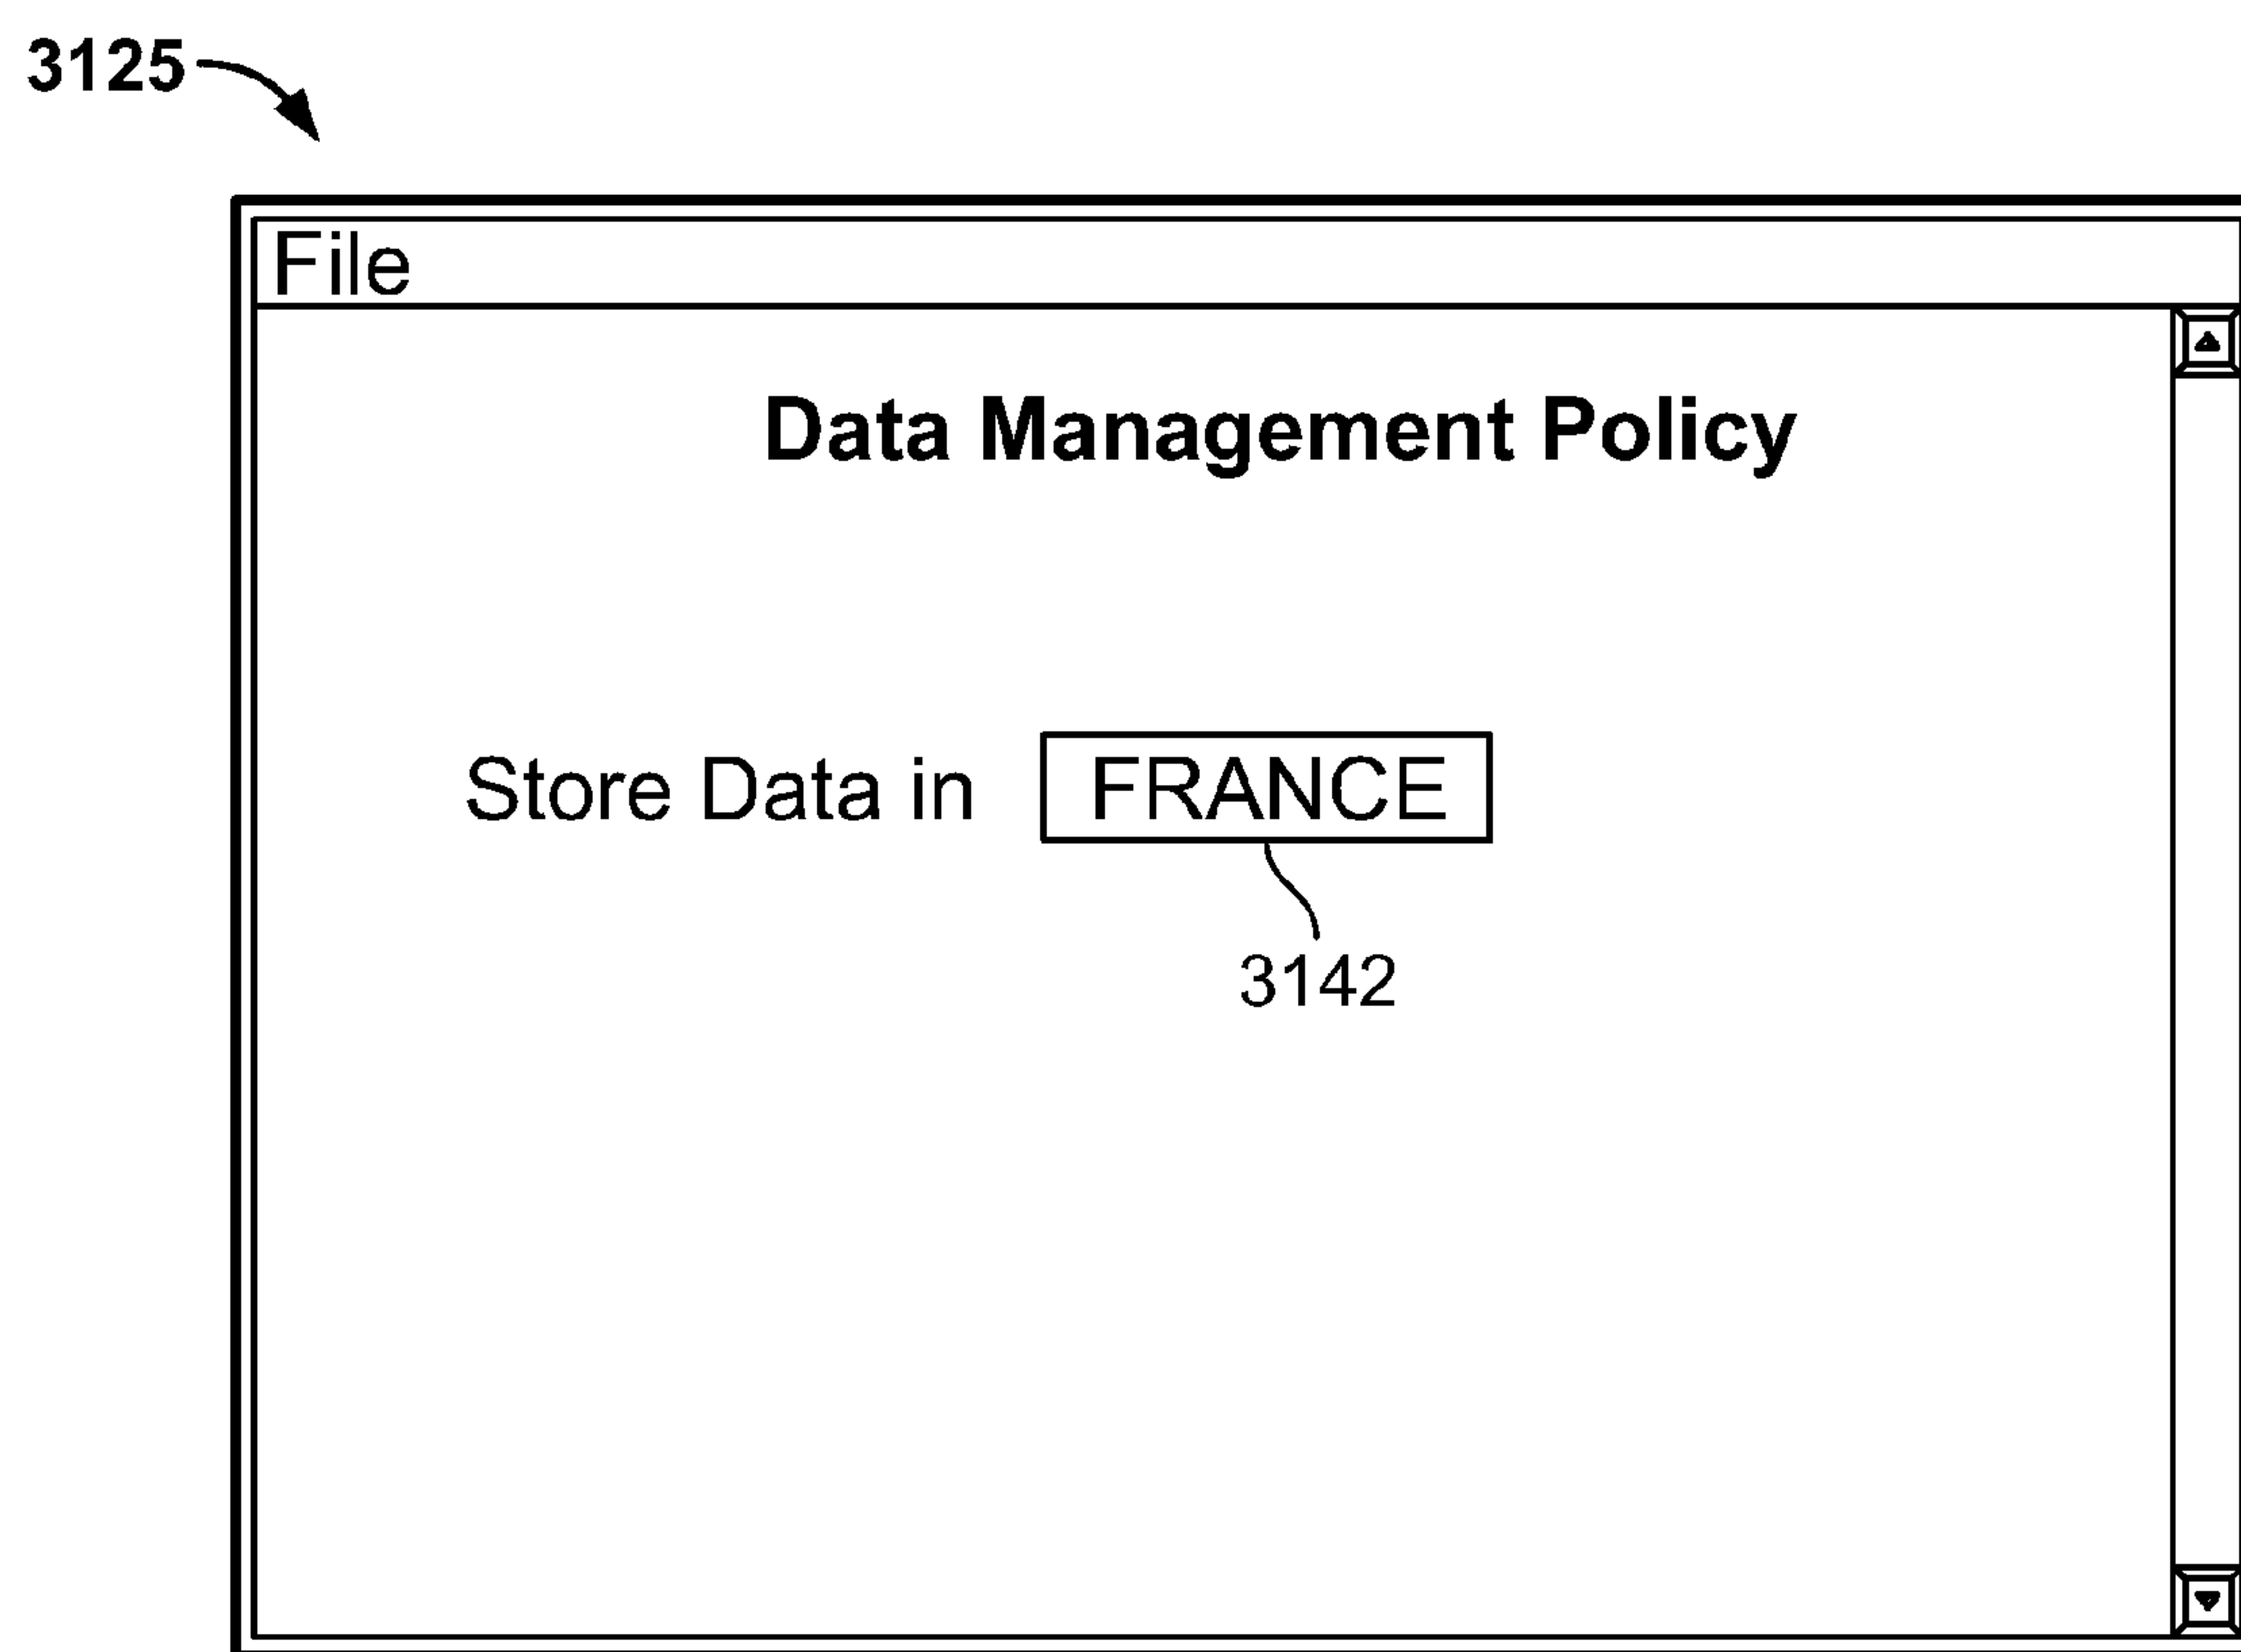 3125
File
Data Management Policy
Store Data in FRANCE
3142